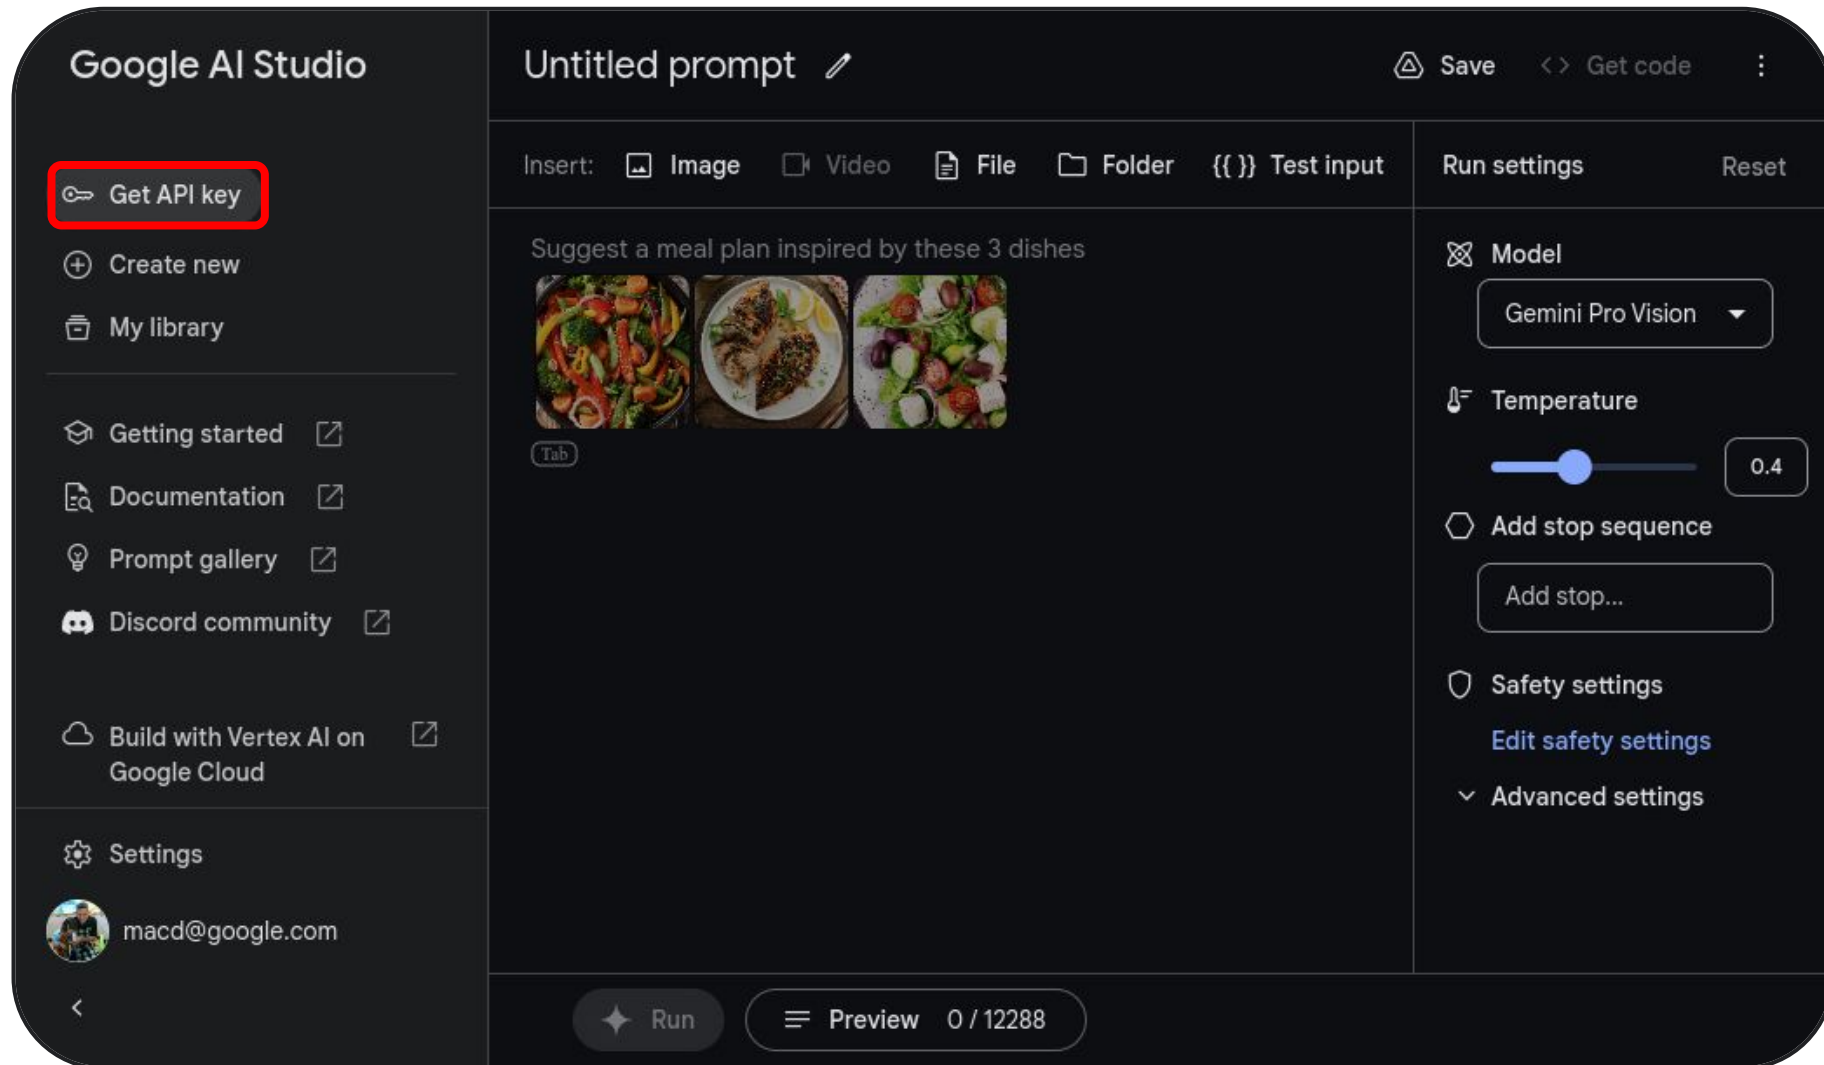 Google AI Studio
Get API key
Create new
My library
Getting started
Documentation
Prompt gallery
Discord community
Build with Vertex AI on
Google Cloud
Settings
macd@google.com
Untitled prompt
Save
<> Get code
Insert:
Image
Video
File
Folder
{{ }} Test input
Suggest a meal plan inspired by these 3 dishes
Tab
Run
Preview 0 / 12288
Run settings
Reset
Model
Gemini Pro Vision
Temperature
0.4
Add stop sequence
Add stop...
Safety settings
Edit safety settings
Advanced settings